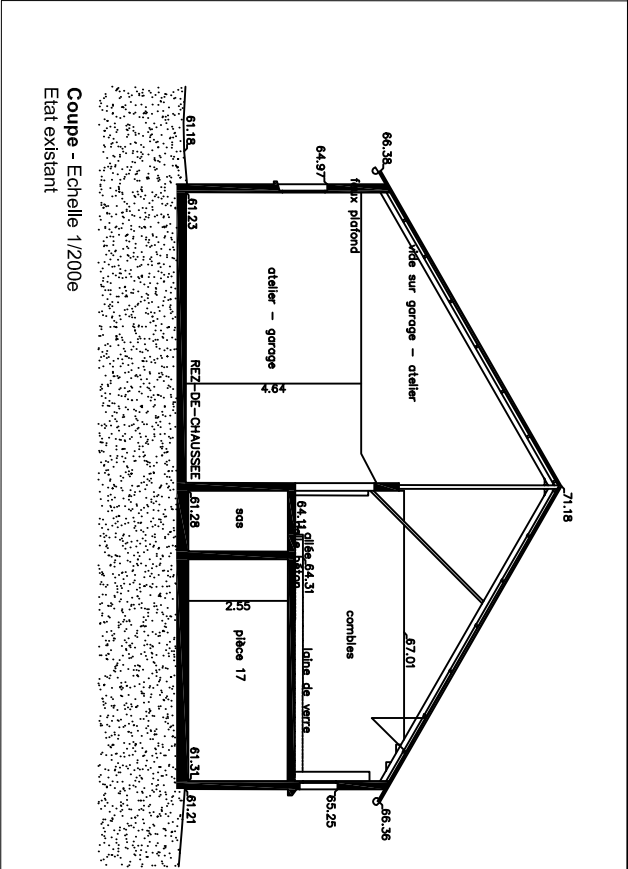 71.18
66.38
66.36
vide sur garage - atelier
67.01
faux plafond
64.97
combles
65.25
allée 64.31
64.11
dalle béton
laine de verre
atelier - garage
4.64
sas
2.55
pièce 17
REZ-DE-CHAUSSEE
61.18
61.23
61.28
61.31
61.21
Coupe - Echelle 1/200e
Etat existant